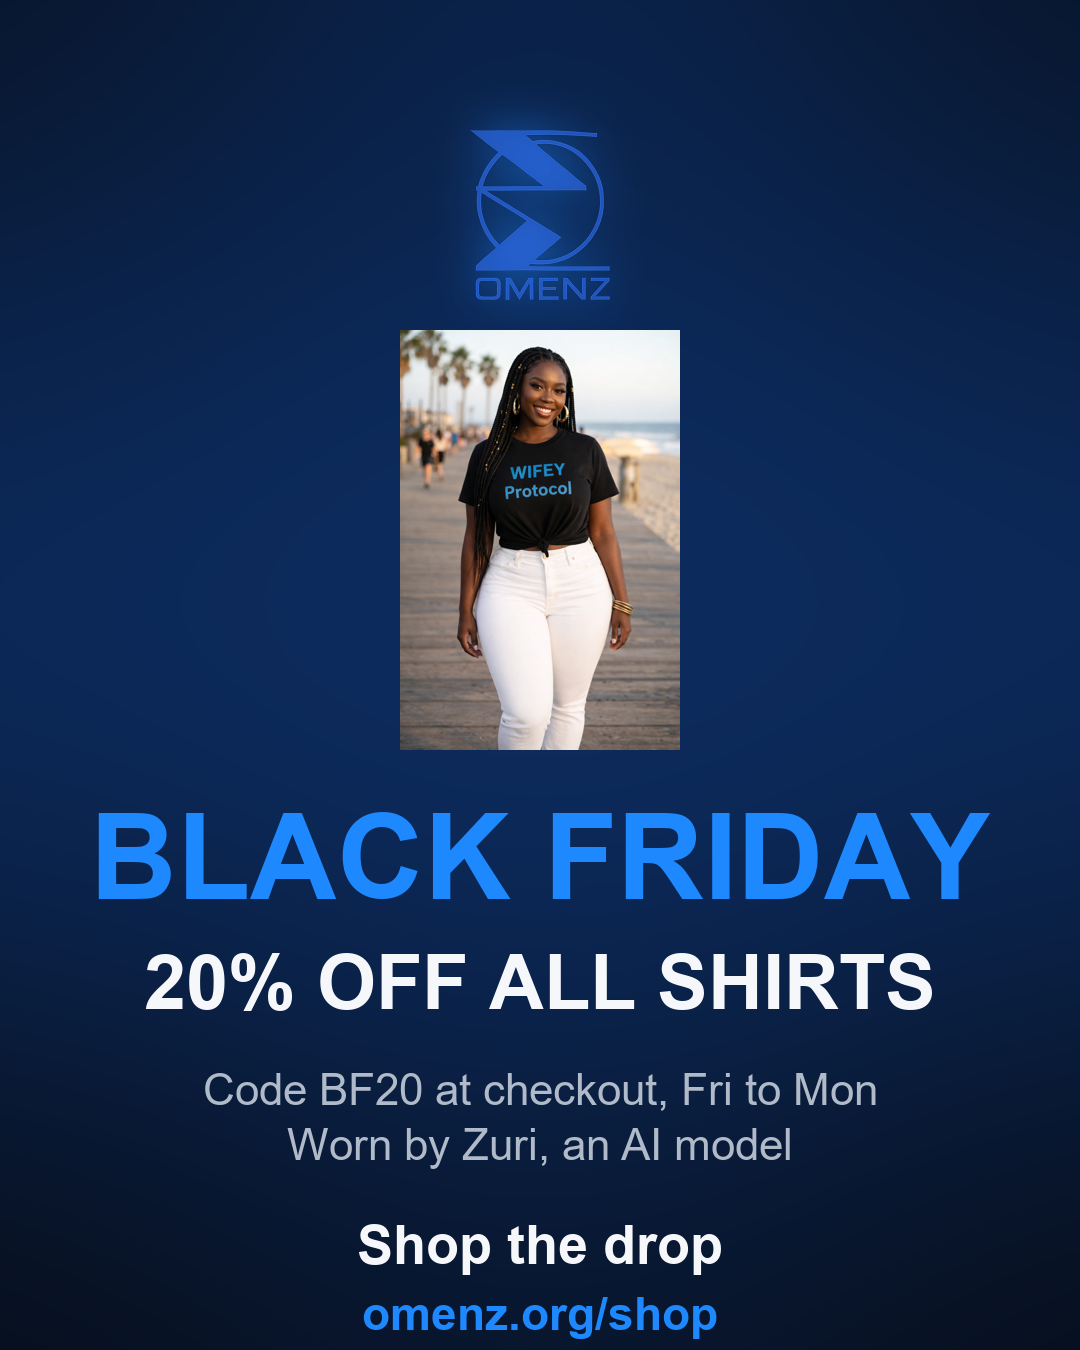 OMENZ
WIFEY
Protocol
BLACK FRIDAY
20% OFF ALL SHIRTS
Code BF20 at checkout, Fri to Mon
Worn by Zuri, an AI model
Shop the drop
omenz.org/shop